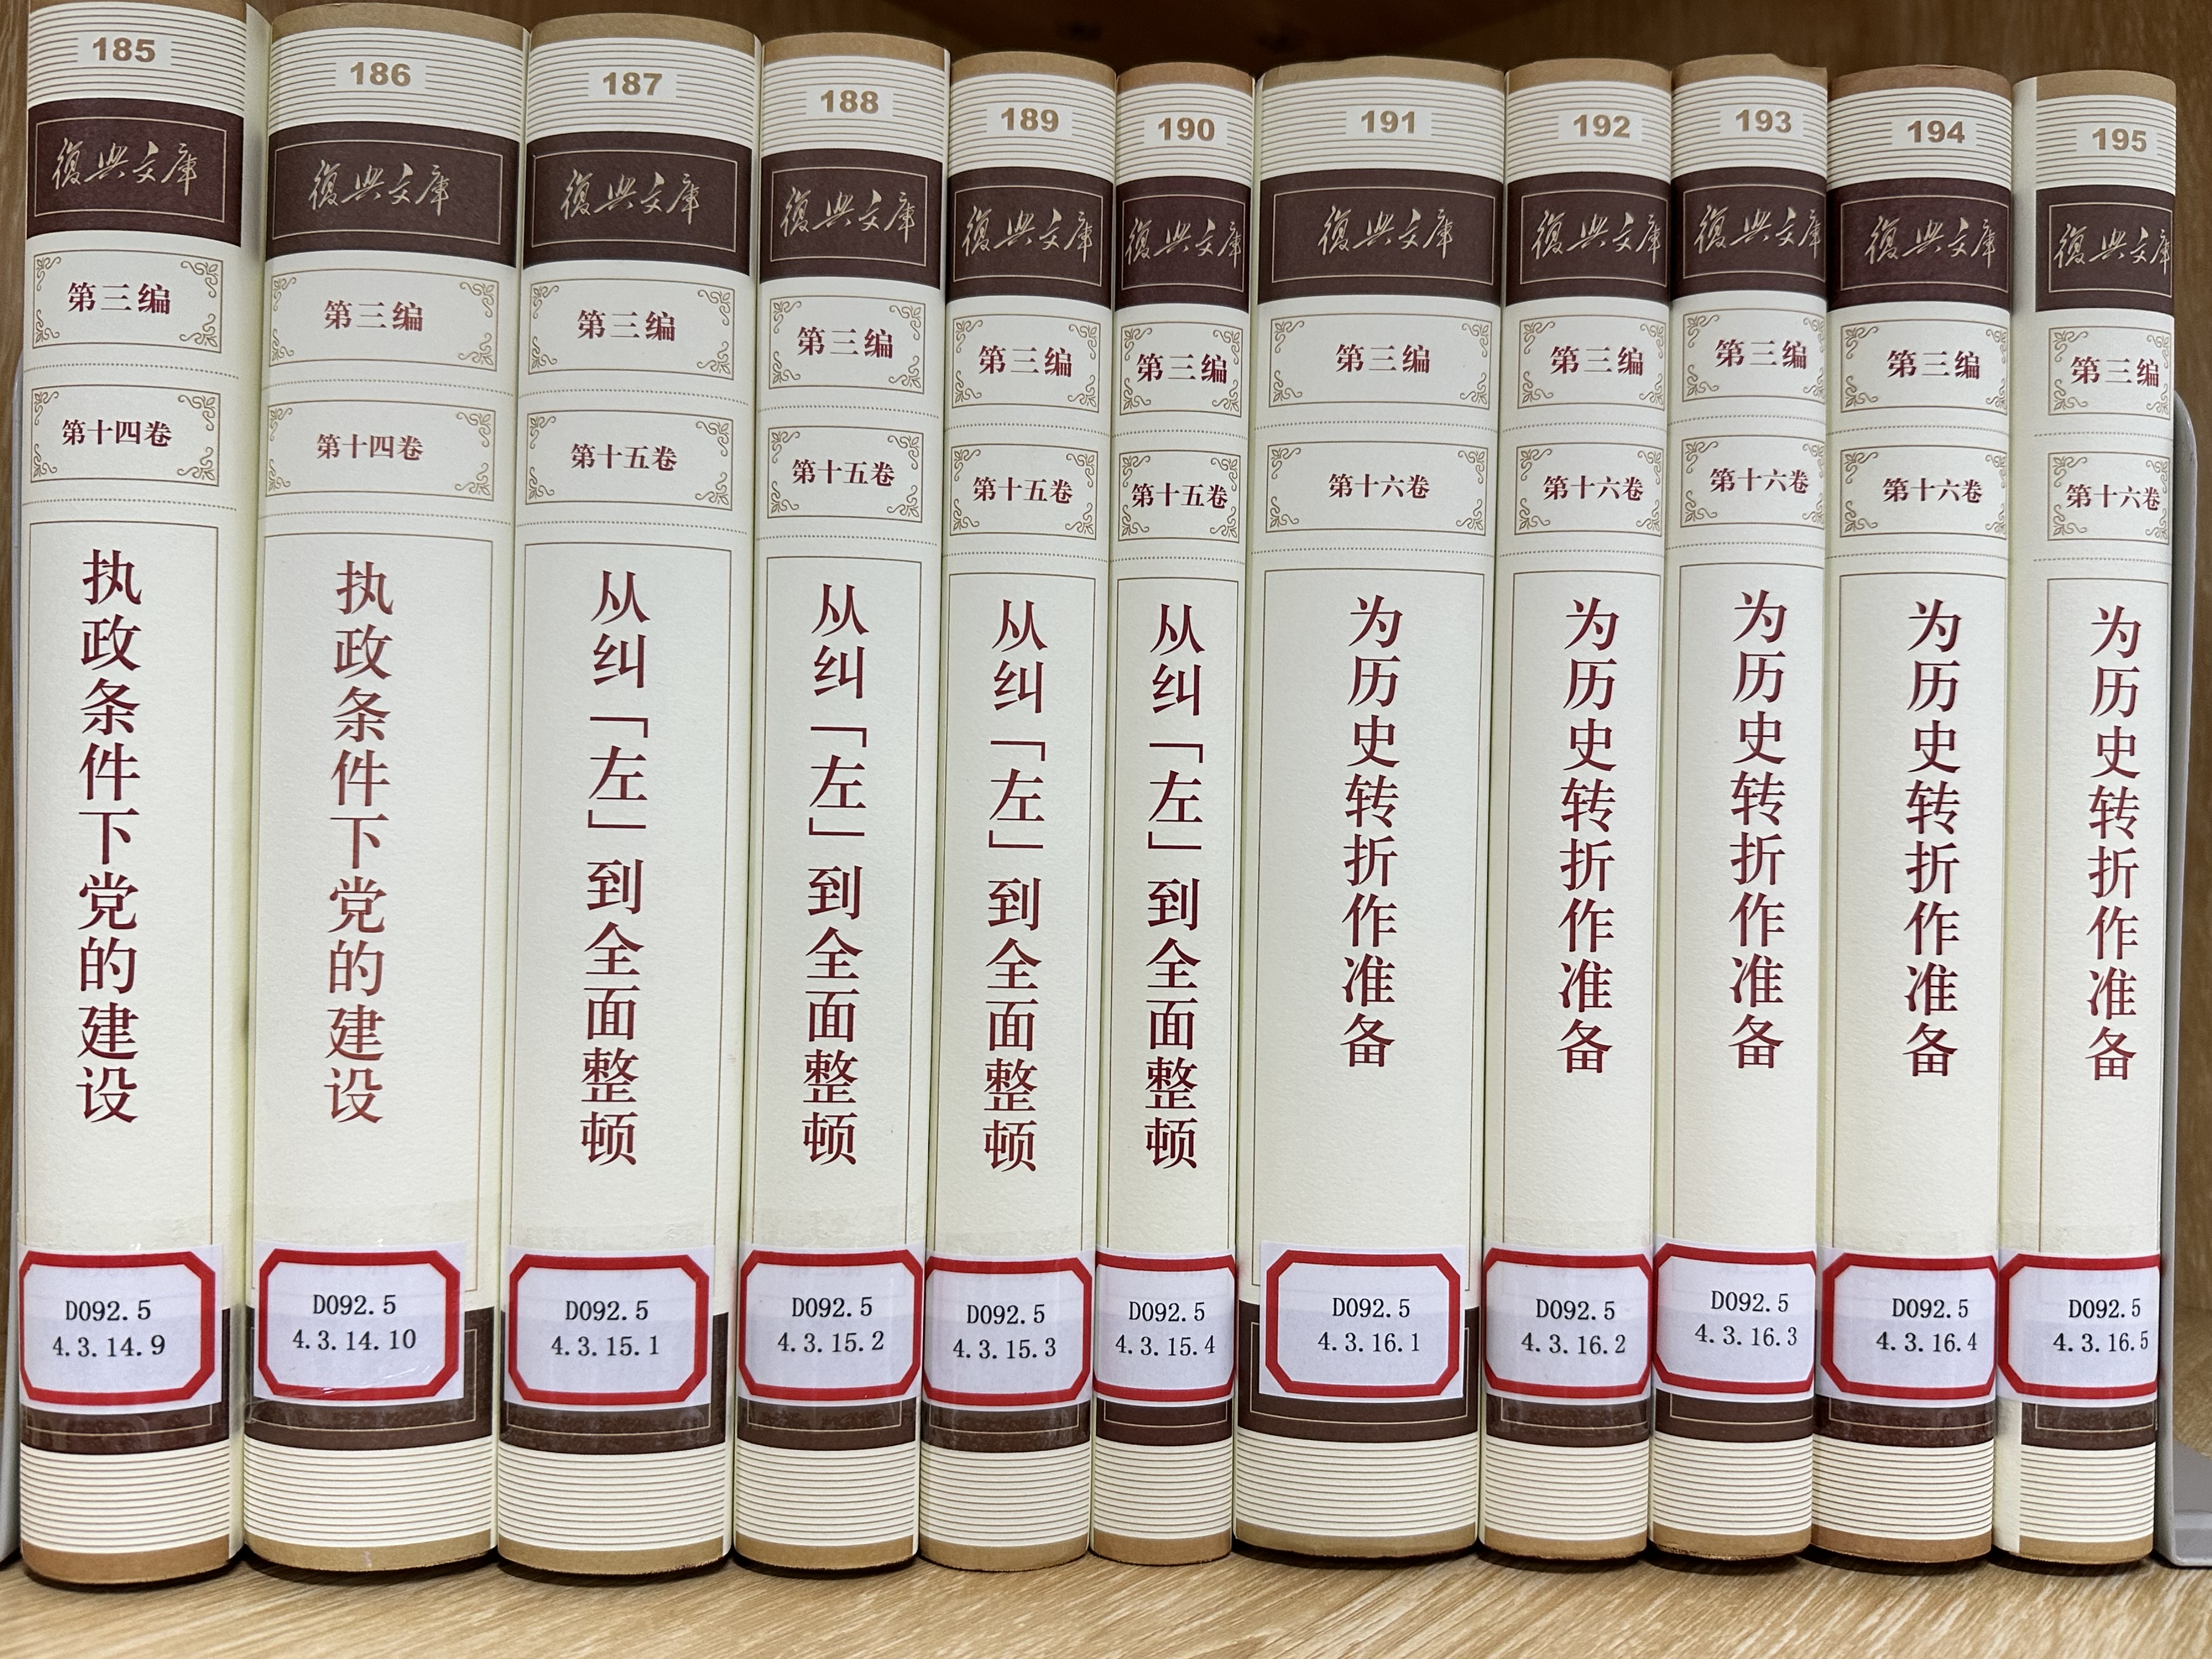 185
復興文库
第三编
第十四卷
执政条件下党的建设
D092.5
4.3.14.9
186
復興文库
第三编
第十四卷
执政条件下党的建设
D092.5
4.3.14.10
187
復興文库
第三编
第十五卷
从纠「左」到全面整顿
D092.5
4.3.15.1
188
復興文库
第三编
第十五卷
从纠「左」到全面整顿
D092.5
4.3.15.2
189
復興文库
第三编
第十五卷
从纠「左」到全面整顿
D092.5
4.3.15.3
190
復興文库
第三编
第十五卷
从纠「左」到全面整顿
D092.5
4.3.15.4
191
復興文库
第三编
第十六卷
为历史转折作准备
D092.5
4.3.16.1
192
復興文库
第三编
第十六卷
为历史转折作准备
D092.5
4.3.16.2
193
復興文库
第三编
第十六卷
为历史转折作准备
D092.5
4.3.16.3
194
復興文库
第三编
第十六卷
为历史转折作准备
D092.5
4.3.16.4
195
復興文库
第三编
第十六卷
为历史转折作准备
D092.5
4.3.16.5